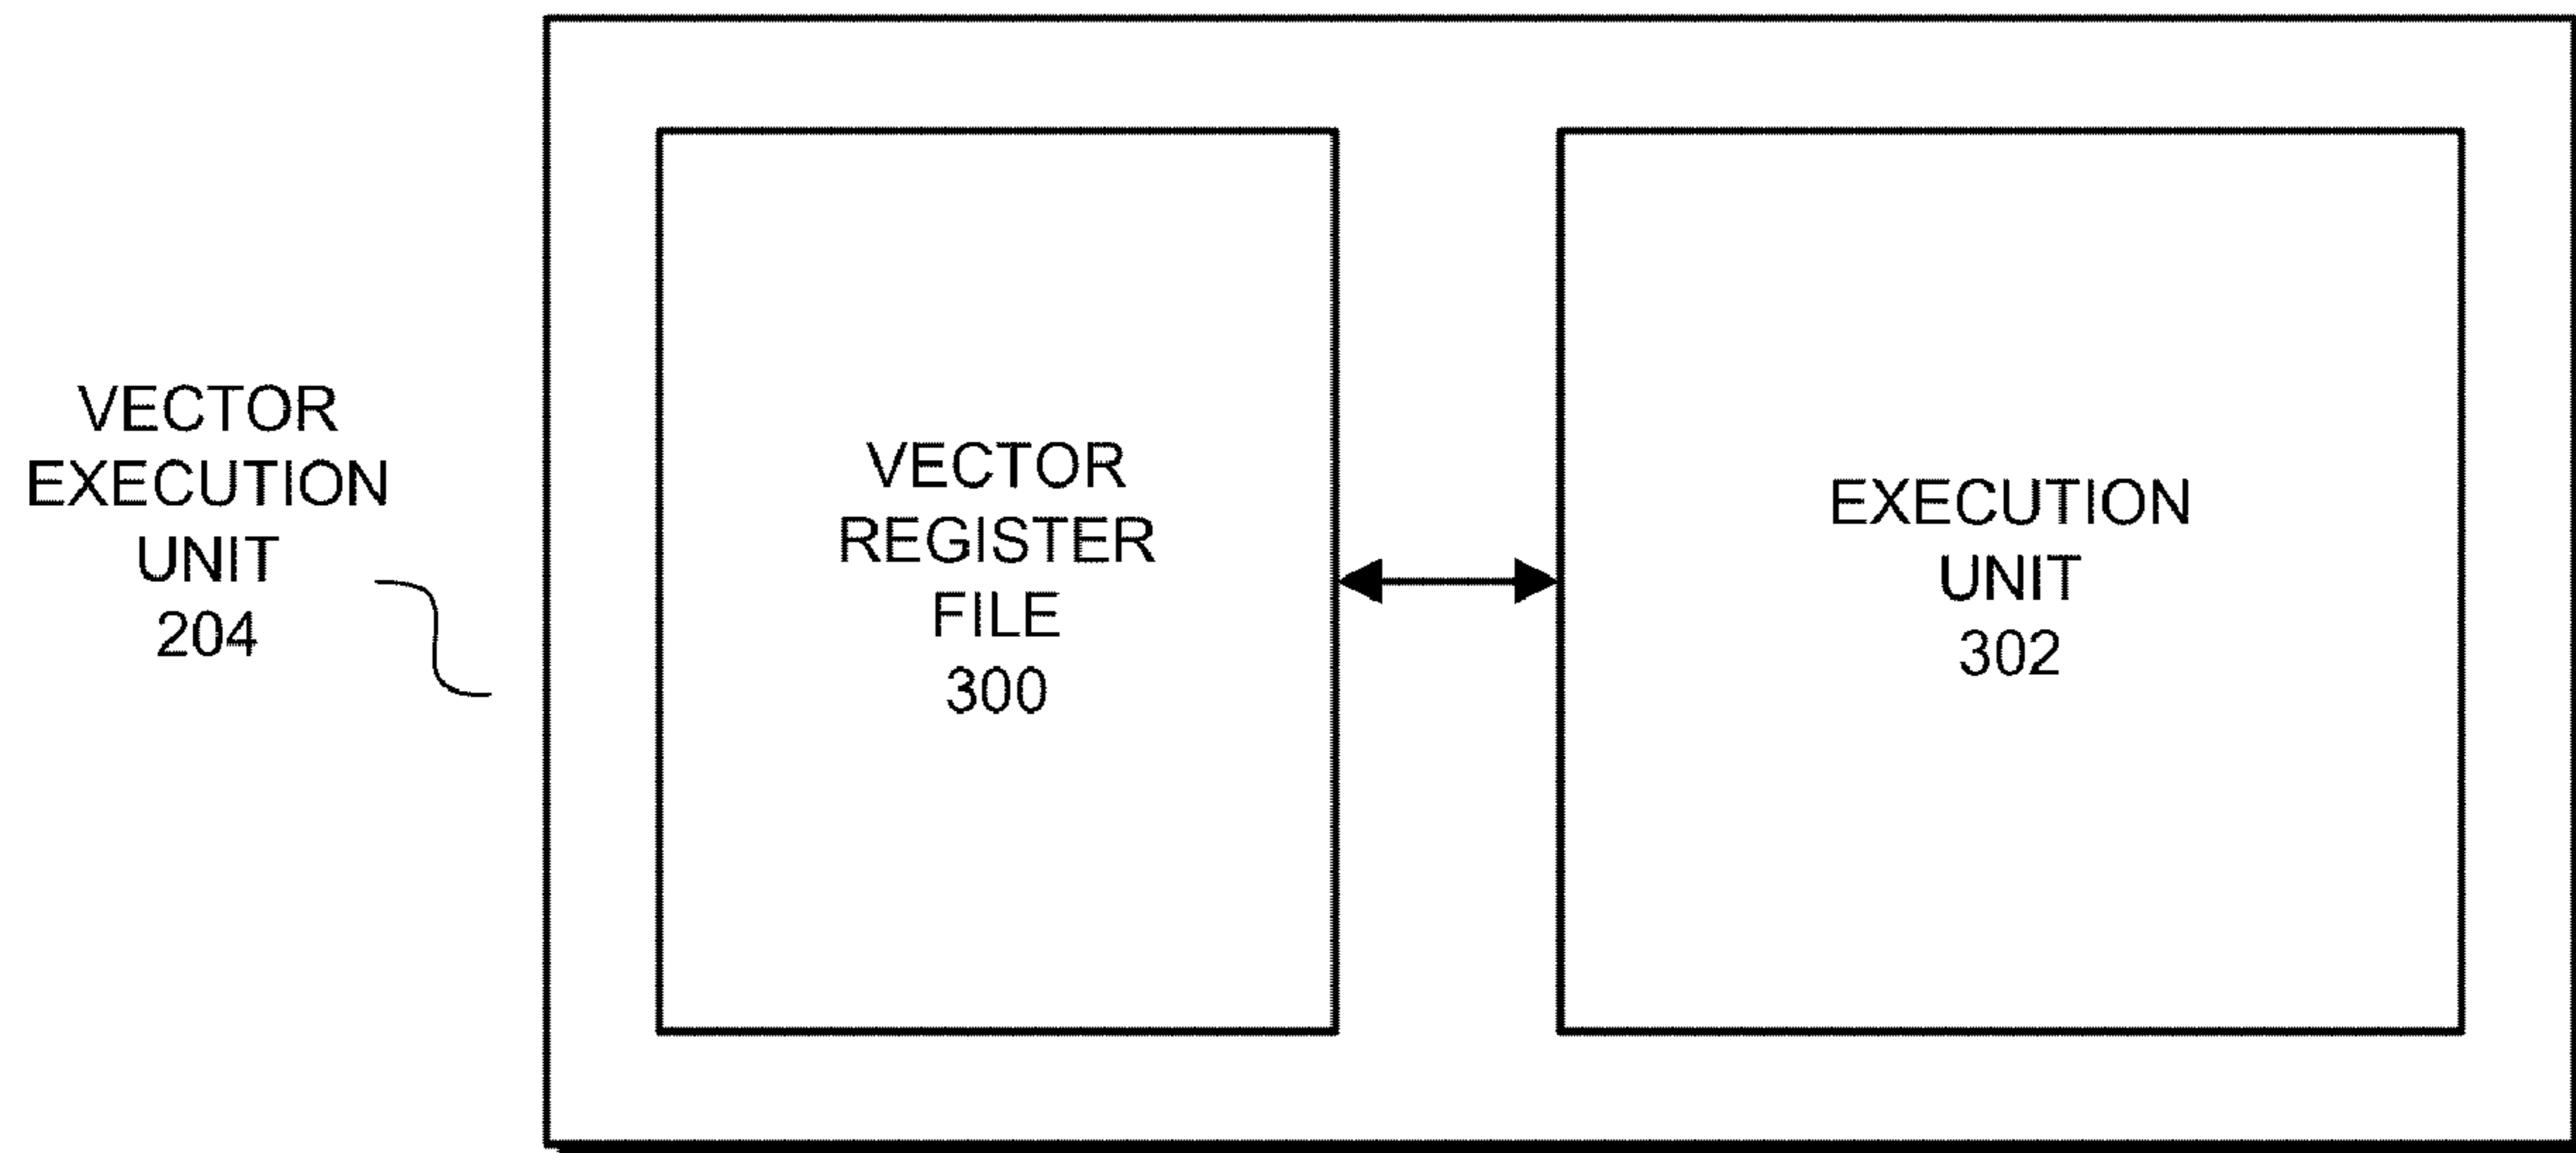 VECTOR
EXECUTION
UNIT
204
VECTOR
REGISTER
FILE
300
EXECUTION
UNIT
302